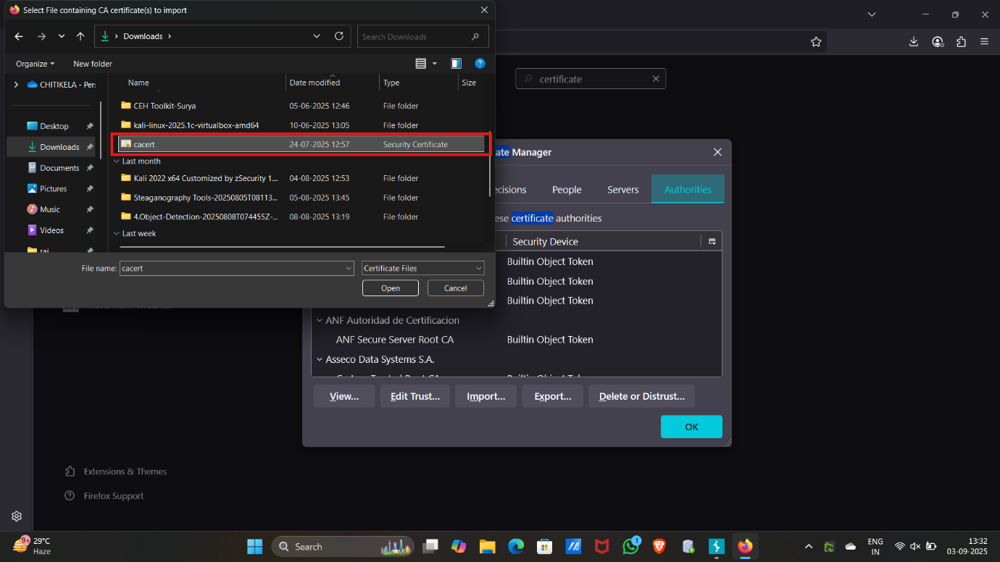 Select File containing CA certificate(s) to import
Downloads
Search Downloads
Organize
New folder
Name
Date modified
Type
Size
CHITIKELA - Pers
CEH Toolkit-Surya
05-06-2025 12:46
File folder
kali-linux-2025.1c-virtualbox-amd64
10-06-2025 13:05
File folder
Desktop
cacert
24-07-2025 12:57
Security Certificate
Downloads
Last month
Documents
Kali 2022 x64 Customized by zSecurity 1....
04-08-2025 12:53
File folder
Pictures
Steaganography Tools-20250805T08113...
05-08-2025 13:45
File folder
Music
4.Object-Detection-20250808T074455Z-...
08-08-2025 13:19
File folder
Videos
Last week
raj
File name:
cacert
Certificate Files
Open
Cancel
certificate
ate Manager
ecisions
People
Servers
Authorities
ese certificate authorities
Security Device
Builtin Object Token
Builtin Object Token
Builtin Object Token
ANF Autoridad de Certificacion
ANF Secure Server Root CA
Builtin Object Token
Asseco Data Systems S.A.
Builtin Object Token
View...
Edit Trust...
Import...
Export...
Delete or Distrust...
OK
Extensions & Themes
Firefox Support
9+
29°C
Haze
Search
1
ENG
IN
13:32
03-09-2025